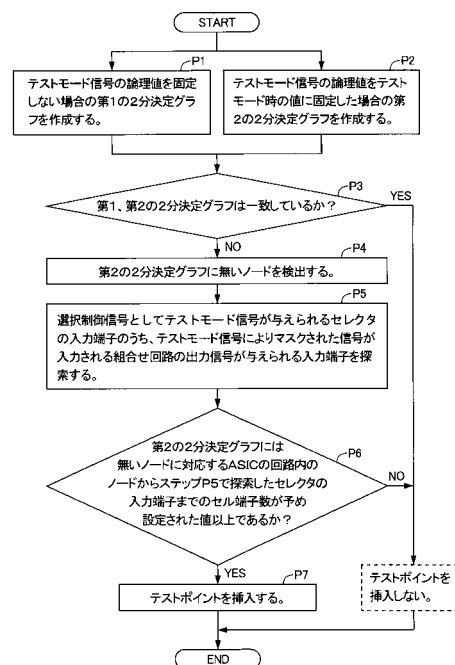 START
P1
テストモード信号の論理値を固定
しない場合の第1の2分決定グラ
フを作成する。
P2
テストモード信号の論理値をテスト
モード時の値に固定した場合の第
2の2分決定グラフを作成する。
P3
第1、第2の2分決定グラフは一致しているか?
YES
NO
P4
第2の2分決定グラフに無いノードを検出する。
P5
選択制御信号としてテストモード信号が与えられるセレクタ
の入力端子のうち、テストモード信号によりマスクされた信号が
入力される組合せ回路の出力信号が与えられる入力端子を探
索する。
P6
第2の2分決定グラフには
無いノードに対応するASICの回路内の
ノードからステップP5で探索したセレクタの
入力端子までのセル端子数が予め
設定された値以上であるか?
NO
YES
P7
テストポイントを挿入する。
テストポイントを
挿入しない。
END